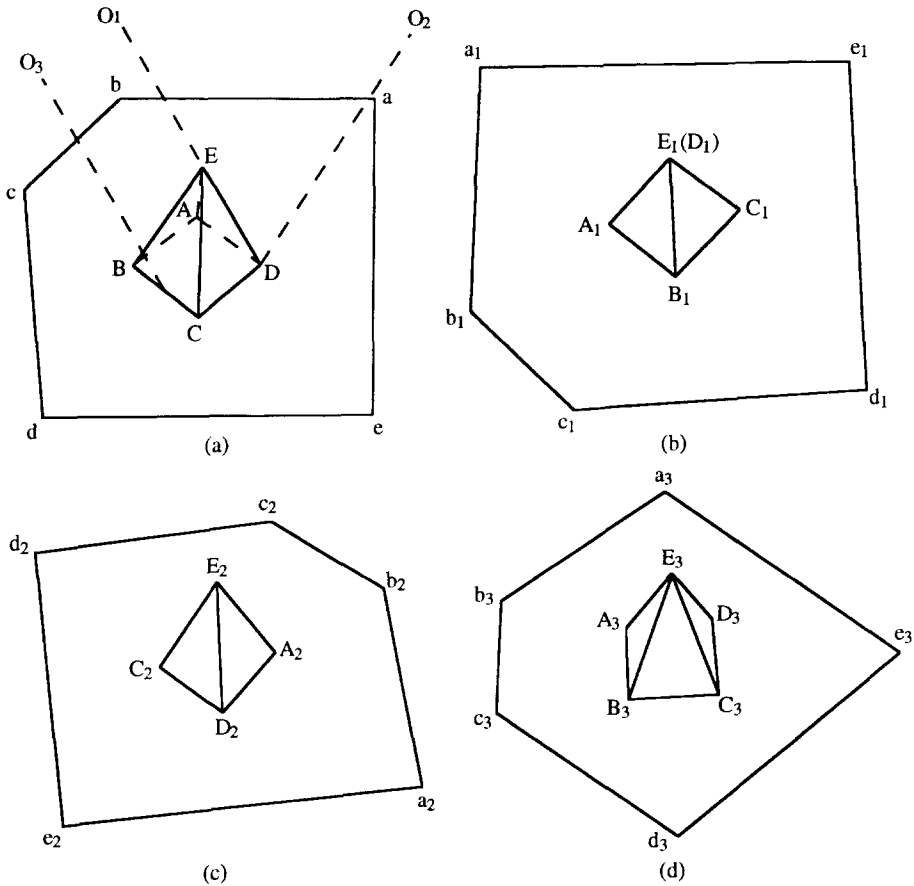 O₁
O₂
O₃
b
a
c
E
A
B
D
C
d
e
(a)
a₁
e₁
E₁(D₁)
A₁
C₁
B₁
b₁
c₁
d₁
(b)
c₂
d₂
E₂
b₂
C₂
A₂
D₂
a₂
e₂
(c)
a₃
E₃
b₃
A₃
D₃
e₃
B₃
C₃
c₃
d₃
(d)